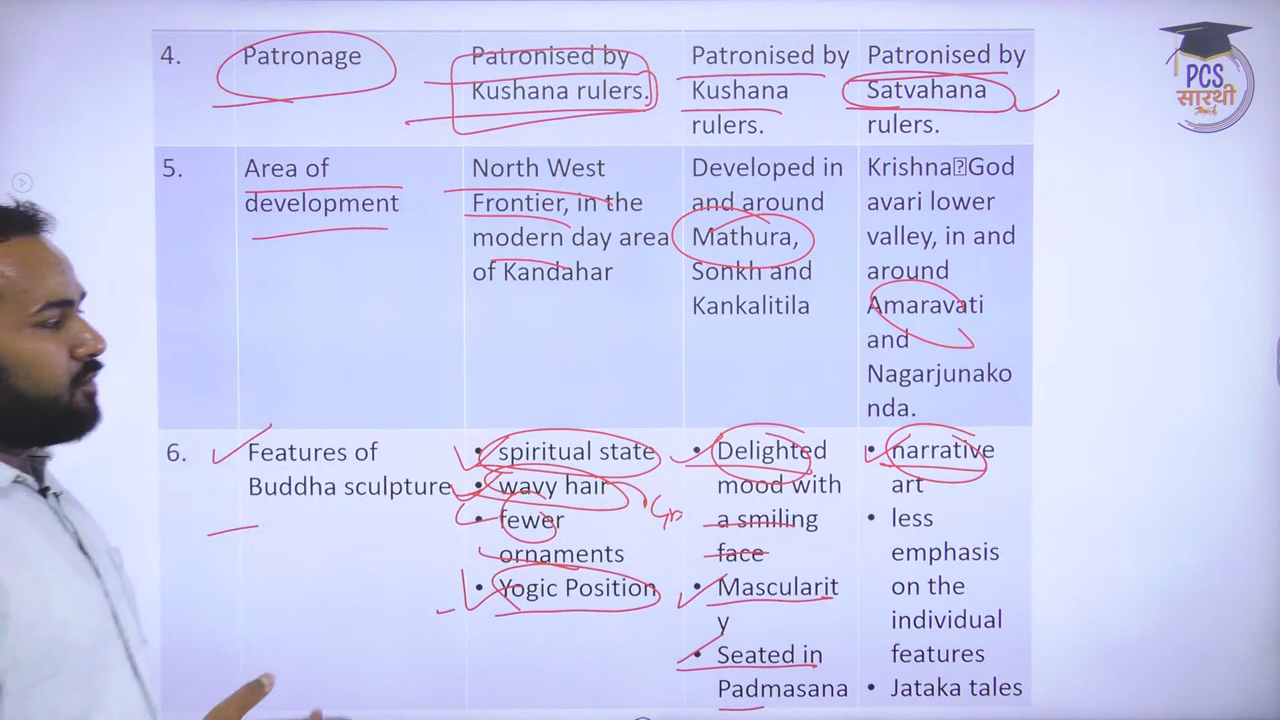 PCS
सारथी
4.
Patronage
Patronised by
Kushana rulers.
Patronised by
Kushana
rulers.
Patronised by
Satvahana
rulers.
5.
Area of
development
North West
Frontier, in the
modern day area
of Kandahar
Developed in
and around
Mathura,
Sonkh and
Kankalitila
Krishna⍰God
avari lower
valley, in and
around
Amaravati
and
Nagarjunako
nda.
6.
Features of
Buddha sculpture
• spiritual state
• wavy hair
• fewer
ornaments
• Yogic Position
• Delighted
mood with
a smiling
face
• Mascularit
y
• Seated in
Padmasana
• narrative
art
• less
emphasis
on the
individual
features
• Jataka tales